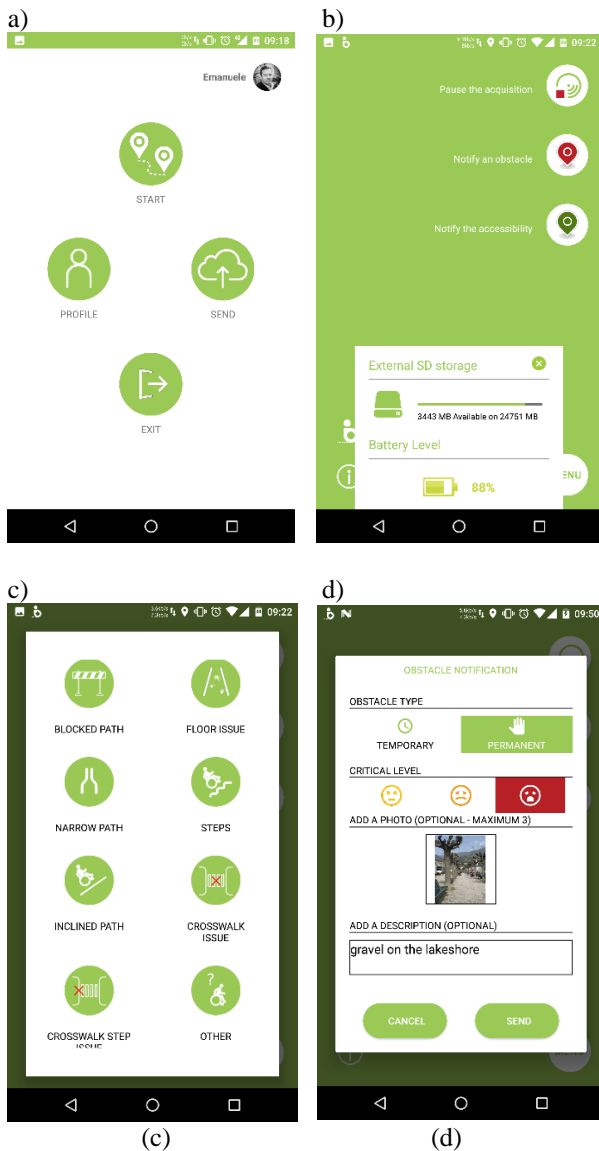 a)
09:18
Emanuele
START
PROFILE
SEND
EXIT
b)
09:22
Pause the acquisition
Notify an obstacle
Notify the accessibility
External SD storage
3443 MB Available on 24751 MB
Battery Level
88%
ENU
c)
09:22
BLOCKED PATH
FLOOR ISSUE
NARROW PATH
STEPS
INCLINED PATH
CROSSWALK
ISSUE
CROSSWALK STEP
ISSUE
OTHER
(c)
d)
09:50
OBSTACLE NOTIFICATION
OBSTACLE TYPE
TEMPORARY
PERMANENT
CRITICAL LEVEL
ADD A PHOTO (OPTIONAL - MAXIMUM 3)
ADD A DESCRIPTION (OPTIONAL)
gravel on the lakeshore
CANCEL
SEND
MENU
(d)